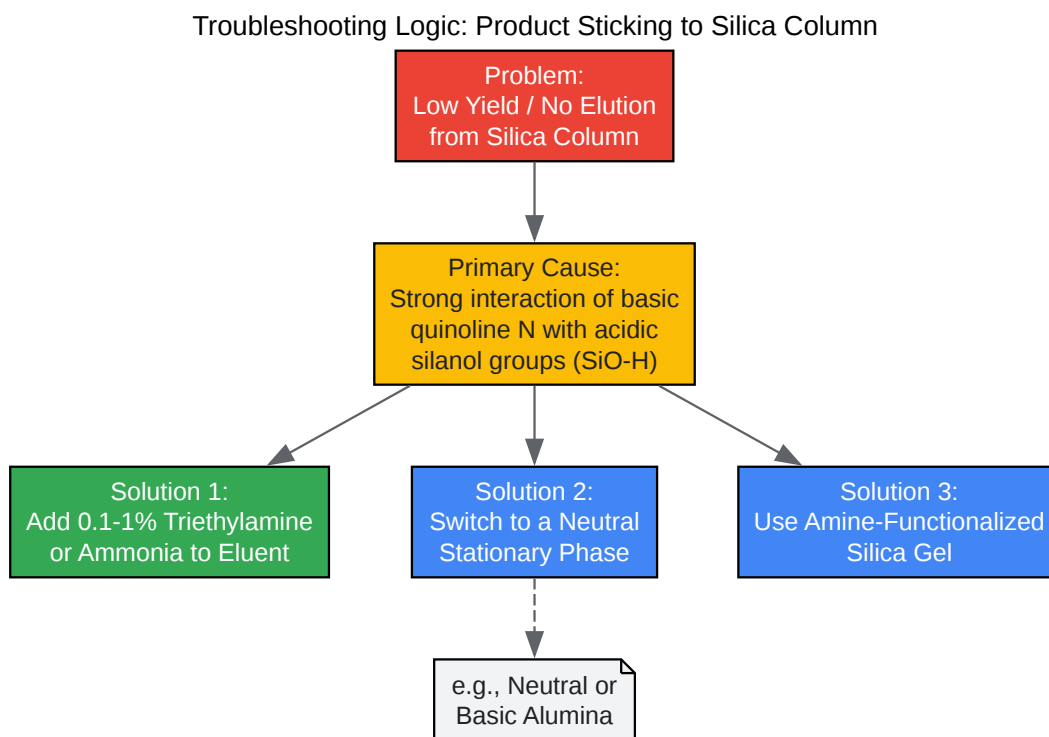 Troubleshooting Logic: Product Sticking to Silica Column
Problem:
Low Yield / No Elution
from Silica Column
Primary Cause:
Strong interaction of basic
quinoline N with acidic
silanol groups (SiO-H)
Solution 1:
Add 0.1-1% Triethylamine
or Ammonia to Eluent
Solution 2:
Switch to a Neutral
Stationary Phase
Solution 3:
Use Amine-Functionalized
Silica Gel
e.g., Neutral or
Basic Alumina